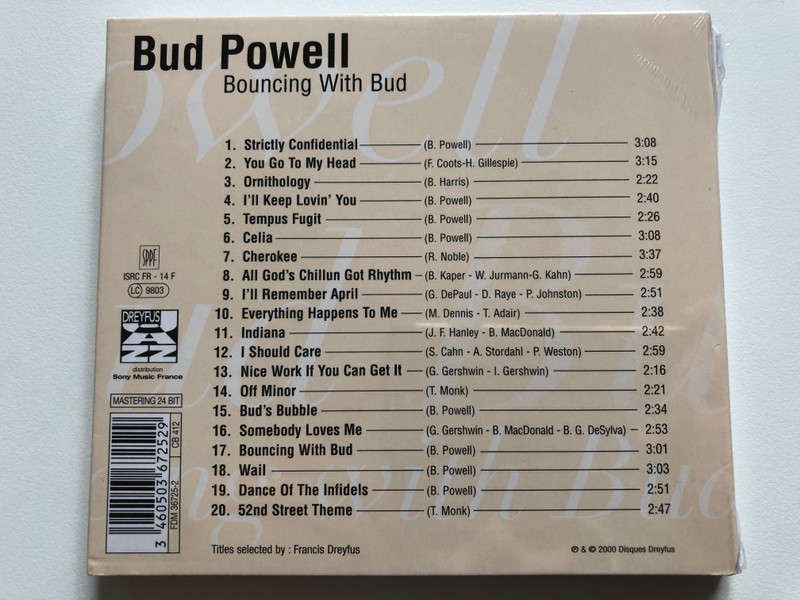 Bud Powell
Bouncing With Bud
1. Strictly Confidential (B. Powell) 3:08
2. You Go To My Head (F. Coots-H. Gillespie) 3:15
3. Ornithology (B. Harris) 2:22
4. I'll Keep Lovin' You (B. Powell) 2:40
5. Tempus Fugit (B. Powell) 2:26
6. Celia (B. Powell) 3:08
7. Cherokee (R. Noble) 3:37
8. All God's Chillun Got Rhythm (B. Kaper - W. Jurmann-G. Kahn) 2:59
9. I'll Remember April (G. DePaul - D. Raye - P. Johnston) 2:51
10. Everything Happens To Me (M. Dennis - T. Adair) 2:38
11. Indiana (J. F. Hanley - B. MacDonald) 2:42
12. I Should Care (S. Cahn - A. Stordahl - P. Weston) 2:59
13. Nice Work If You Can Get It (G. Gershwin - I. Gershwin) 2:16
14. Off Minor (T. Monk) 2:21
15. Bud's Bubble (B. Powell) 2:34
16. Somebody Loves Me (G. Gershwin - B. MacDonald - B. G. DeSylva) 2:53
17. Bouncing With Bud (B. Powell) 3:01
18. Wail (B. Powell) 3:03
19. Dance Of The Infidels (B. Powell) 2:51
20. 52nd Street Theme (T. Monk) 2:47
SPPF
ISRC FR - 14 F
LC 9803
DREYFUS
JAZZ
distribution
Sony Music France
MASTERING 24 BIT
3 460503 672529
CB 412
FDM 36725-2
Titles selected by : Francis Dreyfus
℗ & © 2000 Disques Dreyfus